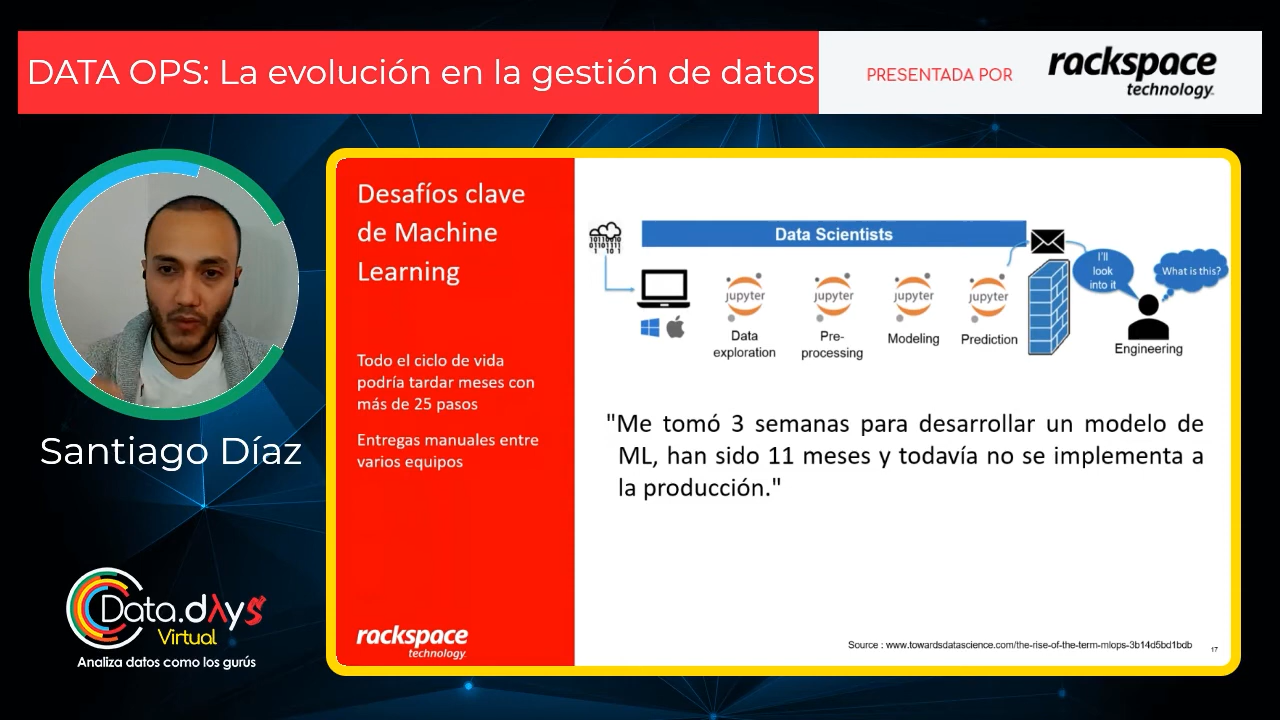 DATA OPS: La evolución en la gestión de datos
PRESENTADA POR
rackspace
technology.
Desafíos clave
de Machine
Learning
Todo el ciclo de vida
podría tardar meses con
más de 25 pasos
Entregas manuales entre
varios equipos
rackspace
technology.
Data Scientists
I'll
look
into it
What is this?
jupyter
jupyter
jupyter
jupyter
Data
exploration
Pre-
processing
Modeling
Prediction
Engineering
"Me tomó 3 semanas para desarrollar un modelo de
ML, han sido 11 meses y todavía no se implementa a
la producción."
Source : www.towardsdatascience.com/the-rise-of-the-term-mlops-3b14d5bd1bdb
17
Santiago Díaz
Data.dAys
Virtual
Analiza datos como los gurús